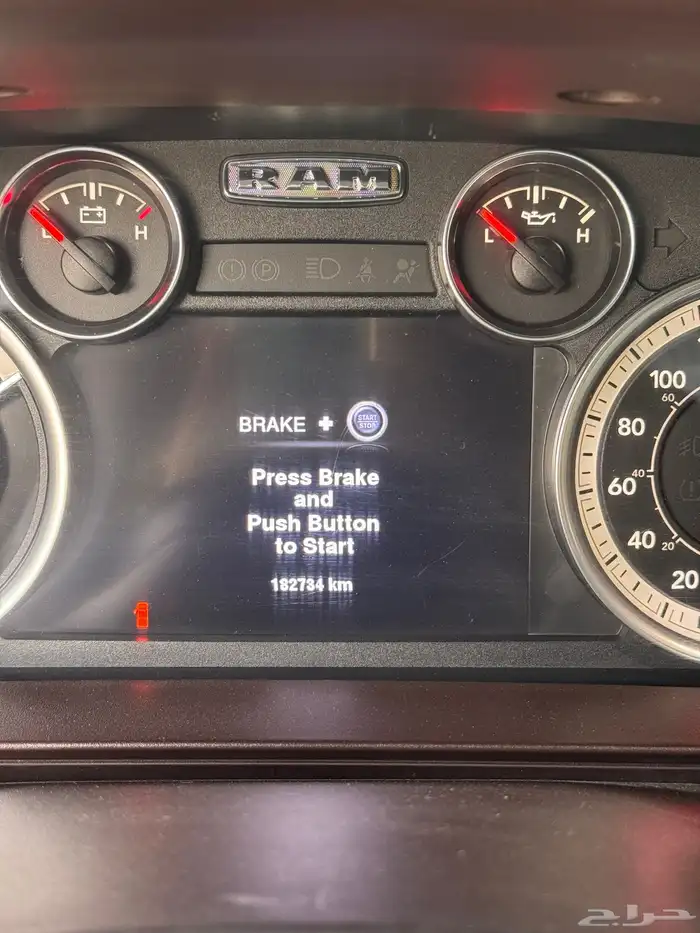 RAM
L H
L H
BRAKE + START STOP
Press Brake
and
Push Button
to Start
182734 km
100
60
80
60
40
40
20
20
حراج